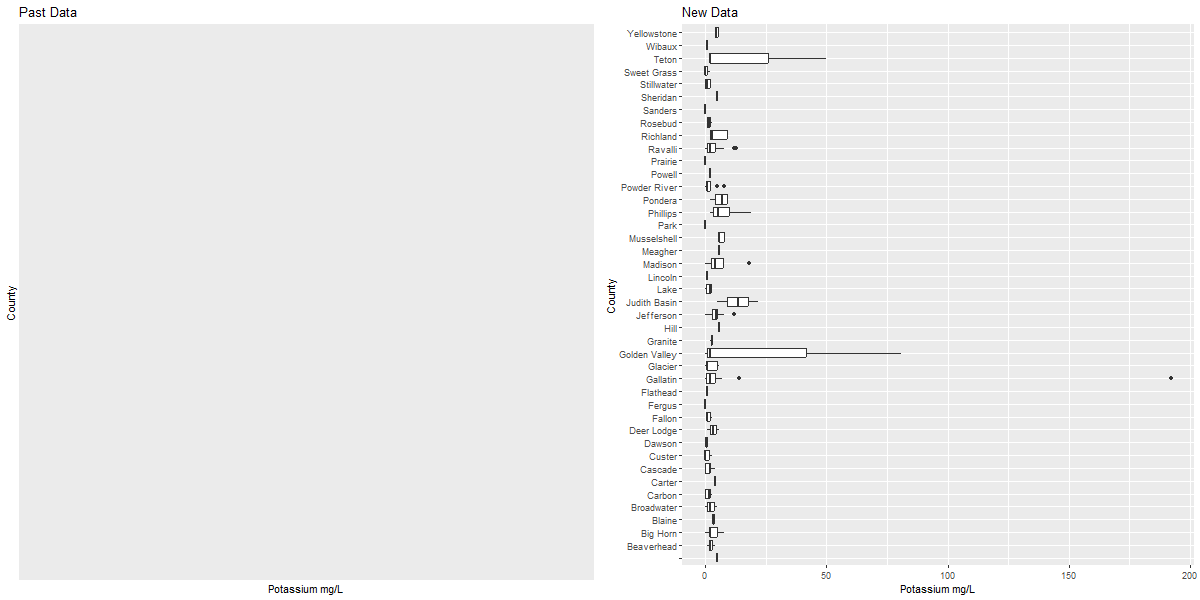 Past Data
County
Potassium mg/L
New Data
County
Yellowstone
Wibaux
Teton
Sweet Grass
Stillwater
Sheridan
Sanders
Rosebud
Richland
Ravalli
Prairie
Powell
Powder River
Pondera
Phillips
Park
Musselshell
Meagher
Madison
Lincoln
Lake
Judith Basin
Jefferson
Hill
Granite
Golden Valley
Glacier
Gallatin
Flathead
Fergus
Fallon
Deer Lodge
Dawson
Custer
Cascade
Carter
Carbon
Broadwater
Blaine
Big Horn
Beaverhead
0 50 100 150 200
Potassium mg/L